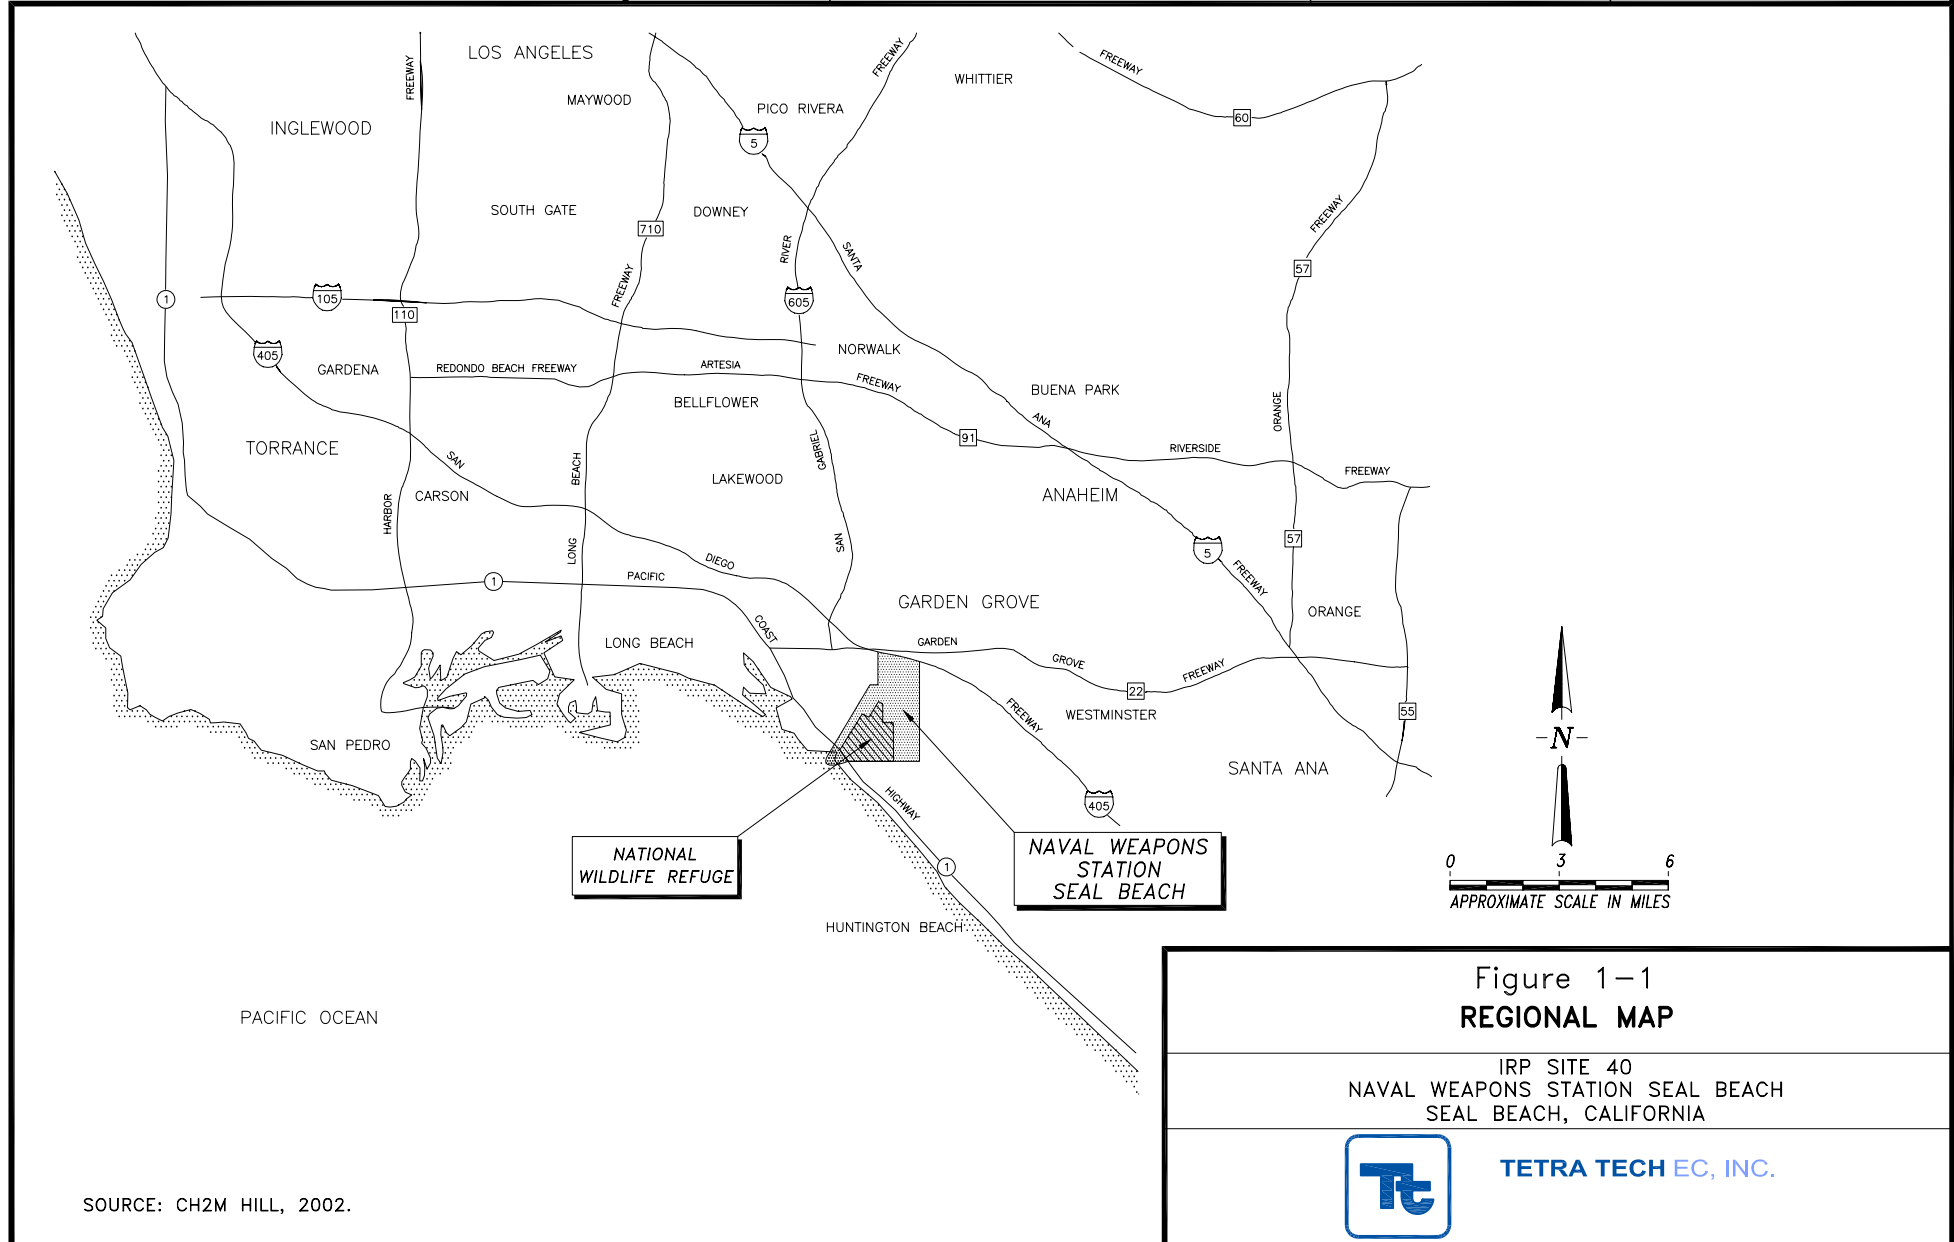 LOS ANGELES
FREEWAY
FREEWAY
FREEWAY
WHITTIER
MAYWOOD
PICO RIVERA
60
INGLEWOOD
5
SOUTH GATE
DOWNEY
710
FREEWAY
RIVER
SANTA
57
FREEWAY
1
105
605
110
405
GARDENA
REDONDO BEACH FREEWAY
ARTESIA
FREEWAY
NORWALK
BUENA PARK
BELLFLOWER
ANA
ORANGE
91
TORRANCE
SAN
BEACH
GABRIEL
RIVERSIDE
FREEWAY
LAKEWOOD
CARSON
ANAHEIM
HARBOR
LONG
SAN
57
5
DIEGO
FREEWAY
1
PACIFIC
GARDEN GROVE
ORANGE
COAST
LONG BEACH
GARDEN
GROVE
FREEWAY
22
FREEWAY
WESTMINSTER
55
SAN PEDRO
SANTA ANA
-N-
HIGHWAY
405
NATIONAL
WILDLIFE REFUGE
NAVAL WEAPONS
STATION
SEAL BEACH
1
0 3 6
APPROXIMATE SCALE IN MILES
HUNTINGTON BEACH
PACIFIC OCEAN
Figure 1-1
REGIONAL MAP
IRP SITE 40
NAVAL WEAPONS STATION SEAL BEACH
SEAL BEACH, CALIFORNIA
Tt
TETRA TECH EC, INC.
SOURCE: CH2M HILL, 2002.